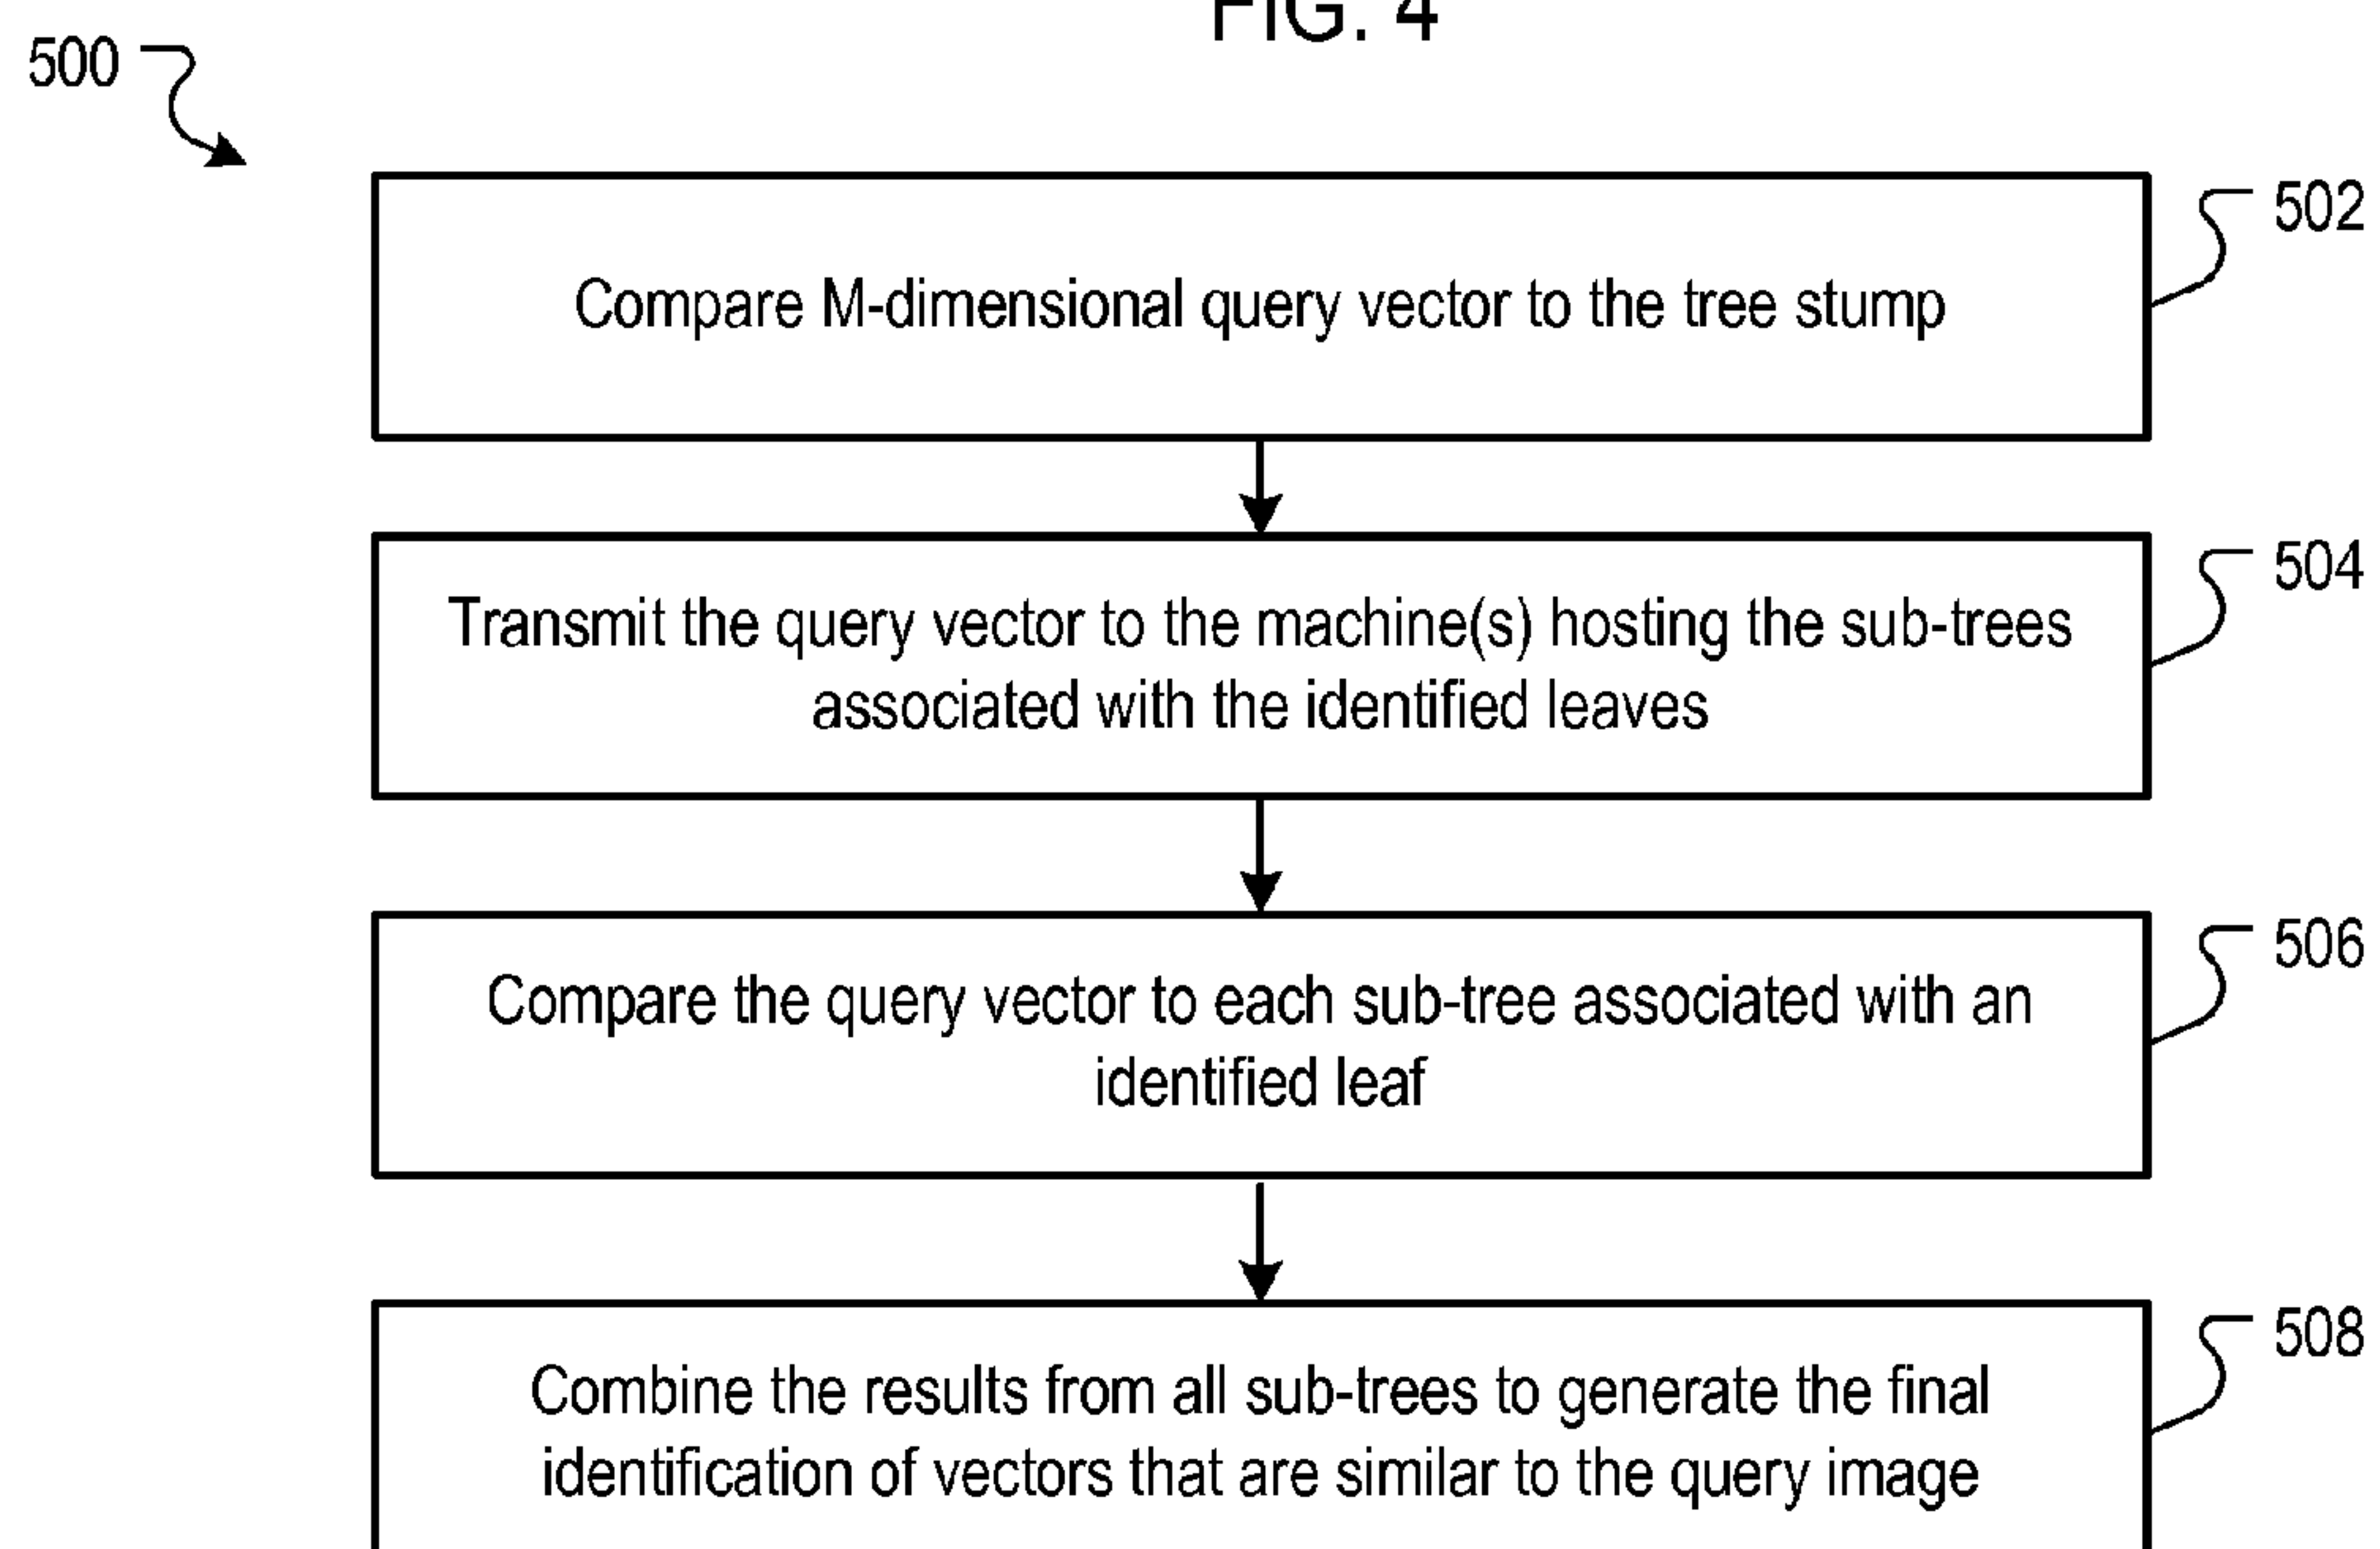 FIG. 4
500
502
Compare M-dimensional query vector to the tree stump
504
Transmit the query vector to the machine(s) hosting the sub-trees
associated with the identified leaves
506
Compare the query vector to each sub-tree associated with an
identified leaf
508
Combine the results from all sub-trees to generate the final
identification of vectors that are similar to the query image